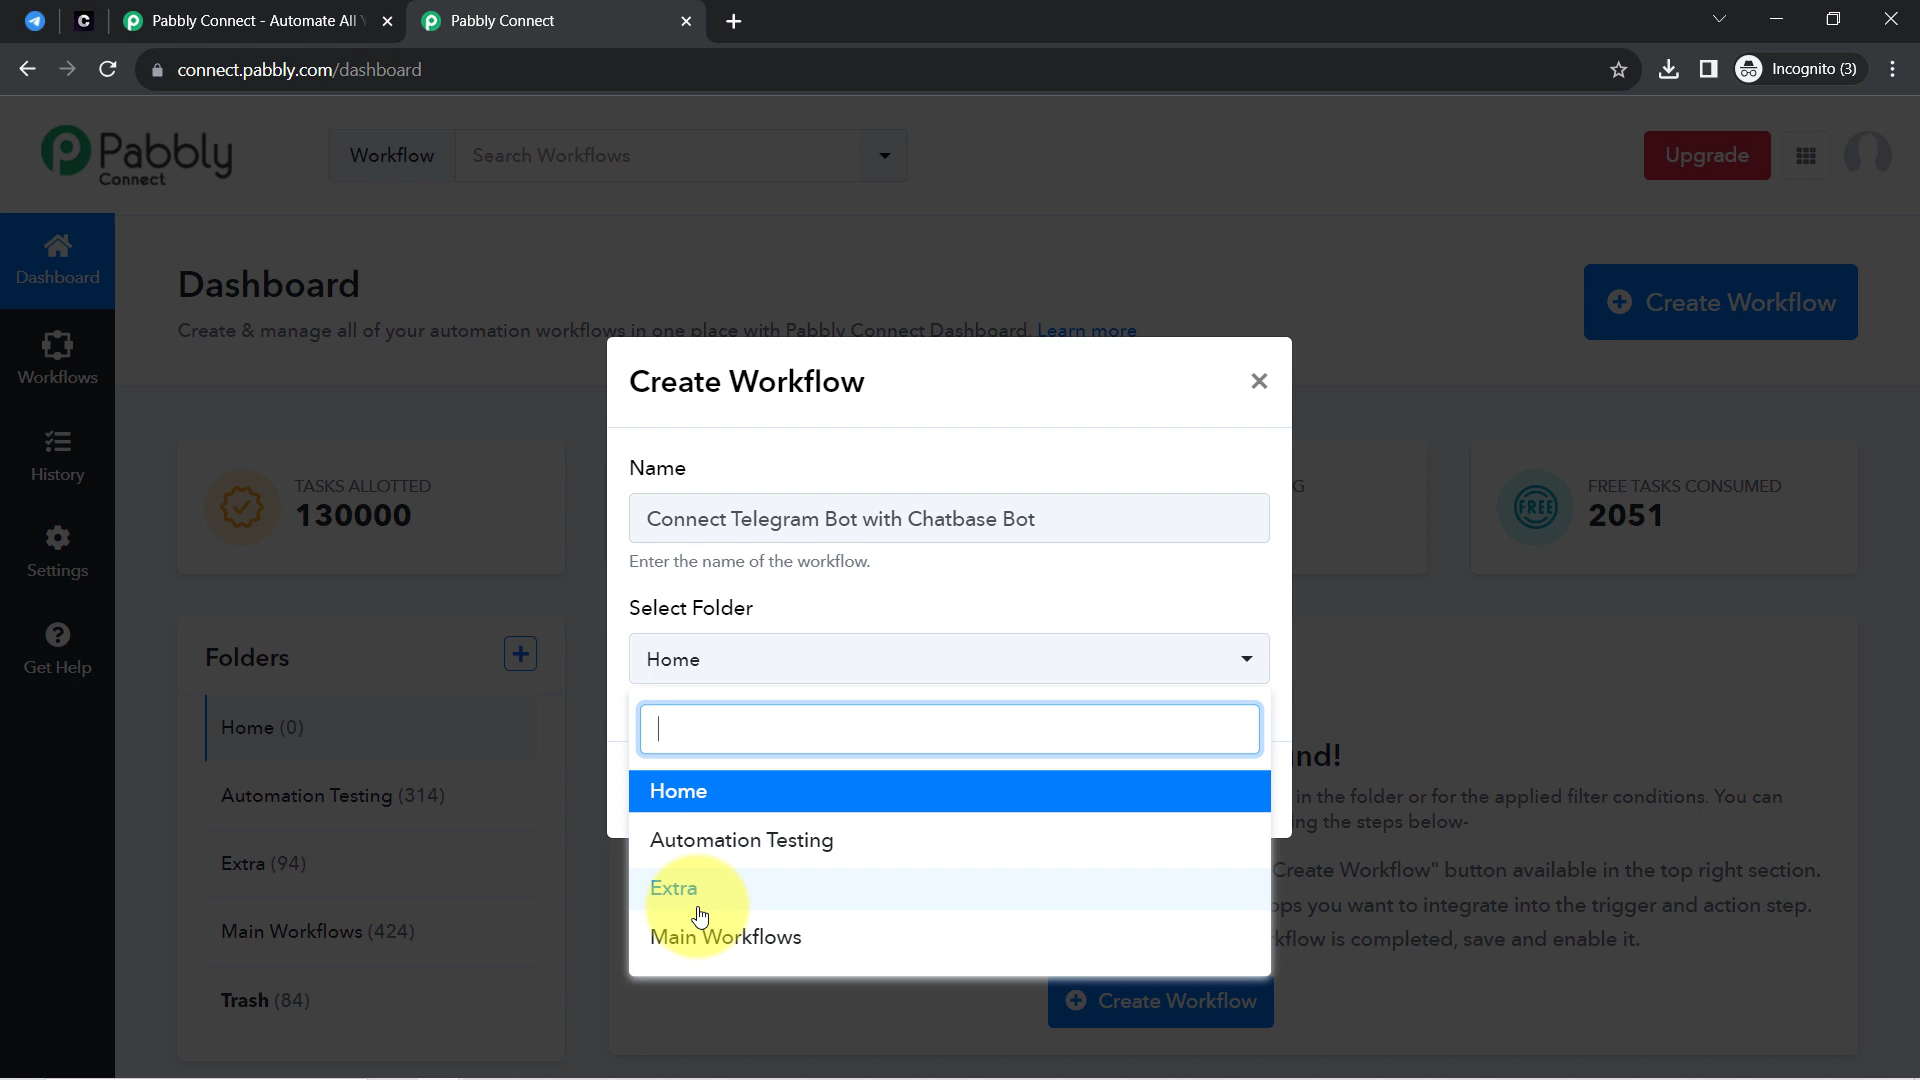 Pabbly Connect - Automate All
Pabbly Connect
connect.pabbly.com/dashboard
Incognito (3)
Pabbly
Connect
Workflow
Search Workflows
Upgrade
Dashboard
Workflows
History
Settings
Get Help
Dashboard
Create & manage all of your automation workflows in one place with Pabbly Connect Dashboard. Learn more
Create Workflow
TASKS ALLOTTED
130000
G
FREE
FREE TASKS CONSUMED
2051
Folders
Home (0)
Automation Testing (314)
Extra (94)
Main Workflows (424)
Trash (84)
Create Workflow
Name
Connect Telegram Bot with Chatbase Bot
Enter the name of the workflow.
Select Folder
Home
Home
Automation Testing
Extra
Main Workflows
nd!
in the folder or for the applied filter conditions. You can
ing the steps below-
Create Workflow" button available in the top right section.
ps you want to integrate into the trigger and action step.
kflow is completed, save and enable it.
Create Workflow